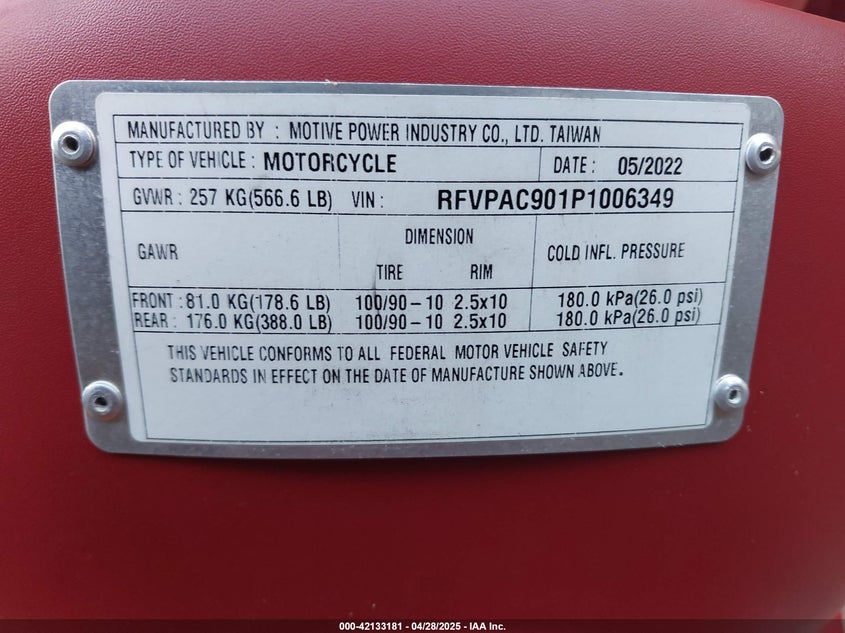 MANUFACTURED BY : MOTIVE POWER INDUSTRY CO., LTD. TAIWAN
TYPE OF VEHICLE : MOTORCYCLE DATE : 05/2022
GVWR : 257 KG(566.6 LB) VIN : RFVPAC901P1006349
GAWR DIMENSION COLD INFL. PRESSURE
TIRE RIM
FRONT : 81.0 KG(178.6 LB) 100/90-10 2.5x10 180.0 kPa(26.0 psi)
REAR : 176.0 KG(388.0 LB) 100/90-10 2.5x10 180.0 kPa(26.0 psi)
THIS VEHICLE CONFORMS TO ALL FEDERAL MOTOR VEHICLE SAFETY
STANDARDS IN EFFECT ON THE DATE OF MANUFACTURE SHOWN ABOVE.
000-42133181 | 04/28/2025 - IAA Inc.